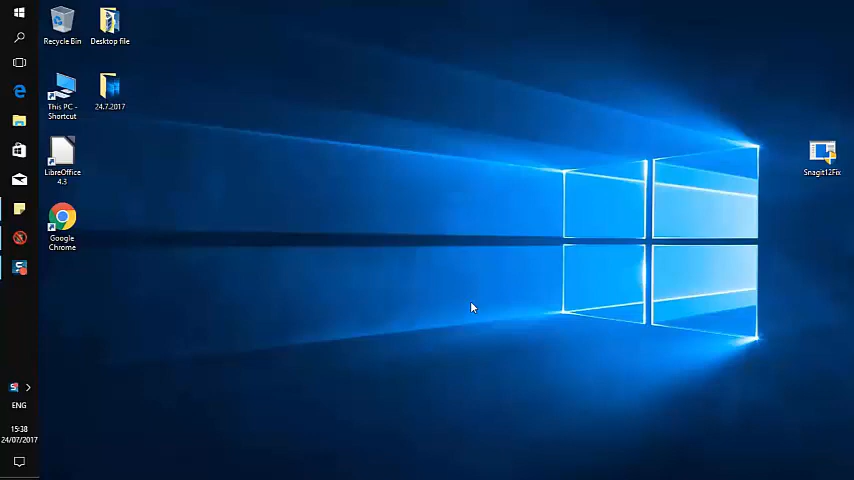 Recycle Bin
Desktop file
This PC -
Shortcut
24.7.2017
LibreOffice
4.3
Google
Chrome
Snagit12Fix
ENG
15:38
24/07/2017